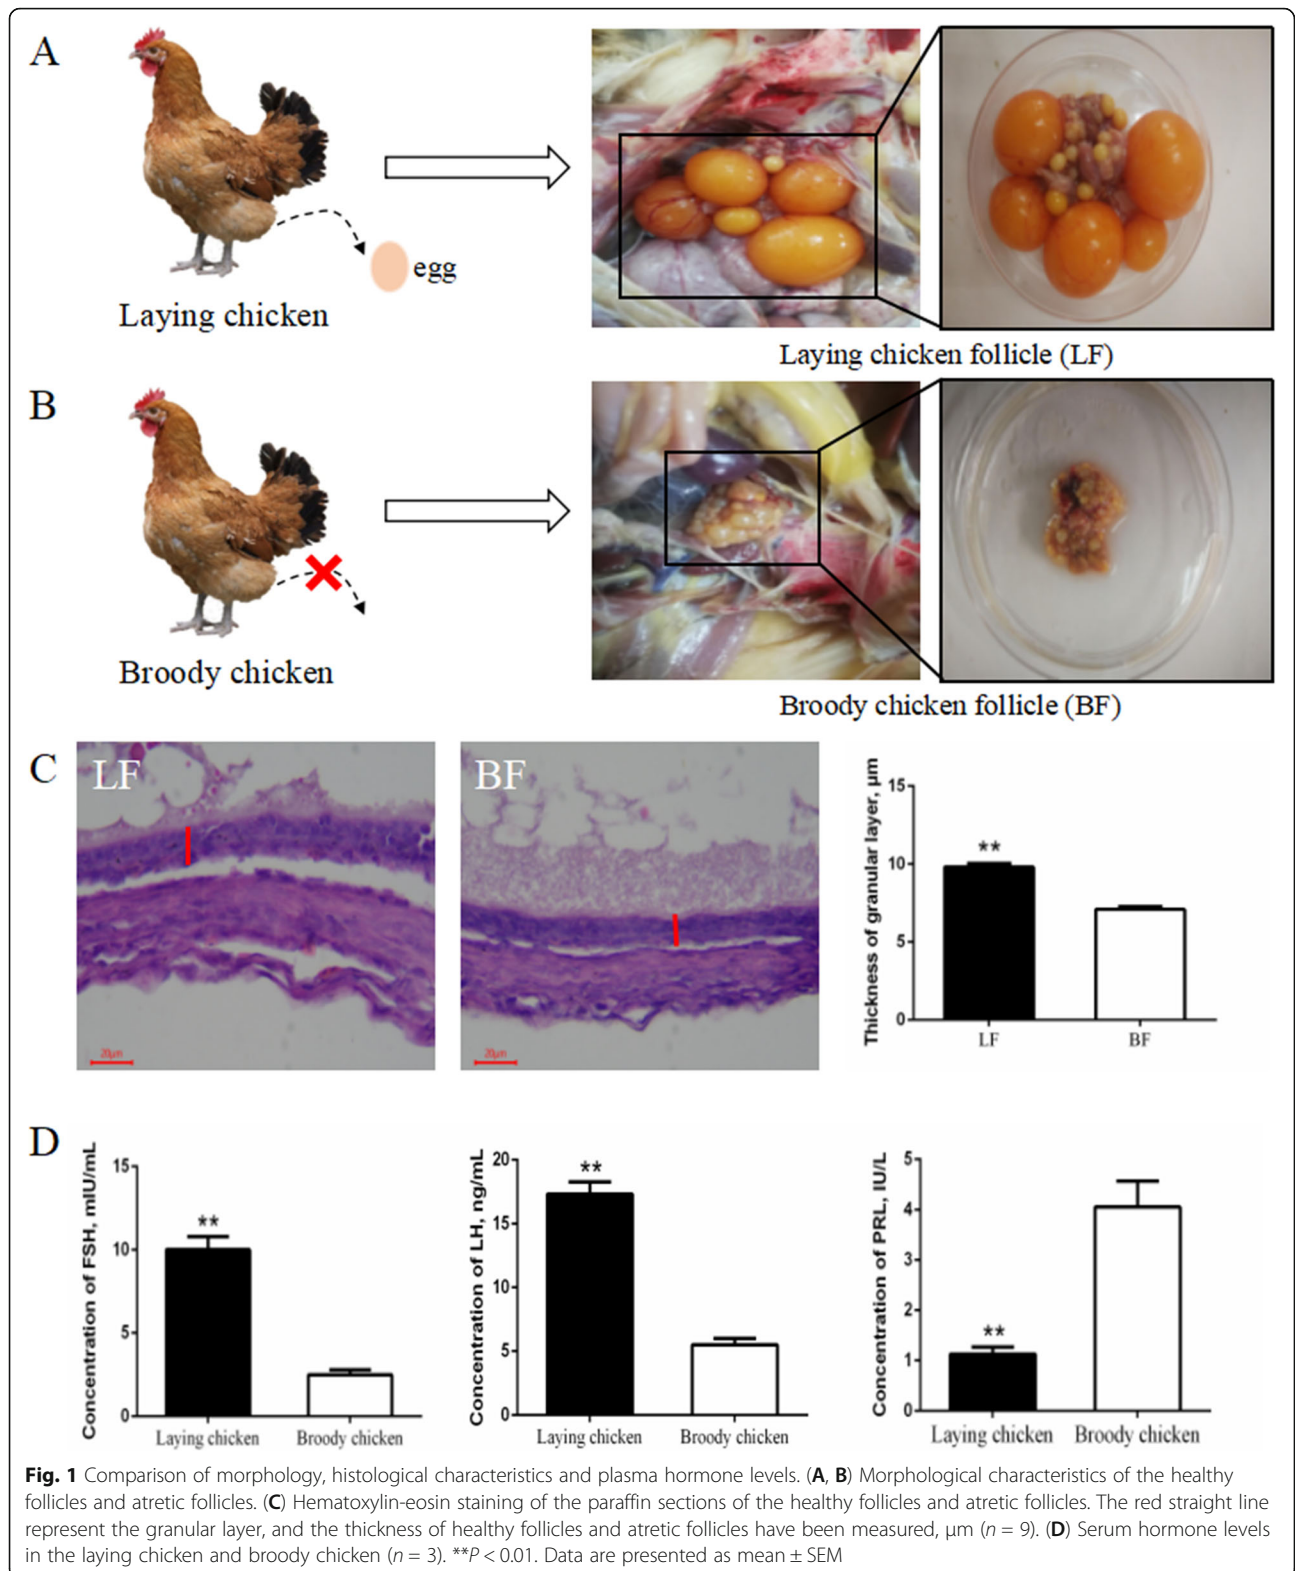 A
egg
Laying chicken
Laying chicken follicle (LF)
B
Broody chicken
Broody chicken follicle (BF)
C
LF
20μm
BF
20μm
Thickness of granular layer, μm
15
10
5
0
**
LF
BF
D
Concentration of FSH, mIU/mL
15
10
5
0
**
Laying chicken
Broody chicken
Concentration of LH, ng/mL
20
15
10
5
0
**
Laying chicken
Broody chicken
Concentration of PRL, IU/L
5
4
3
2
1
0
**
Laying chicken
Broody chicken
Fig. 1 Comparison of morphology, histological characteristics and plasma hormone levels. (A, B) Morphological characteristics of the healthy
follicles and atretic follicles. (C) Hematoxylin-eosin staining of the paraffin sections of the healthy follicles and atretic follicles. The red straight line
represent the granular layer, and the thickness of healthy follicles and atretic follicles have been measured, μm (n = 9). (D) Serum hormone levels
in the laying chicken and broody chicken (n = 3). **P < 0.01. Data are presented as mean ± SEM